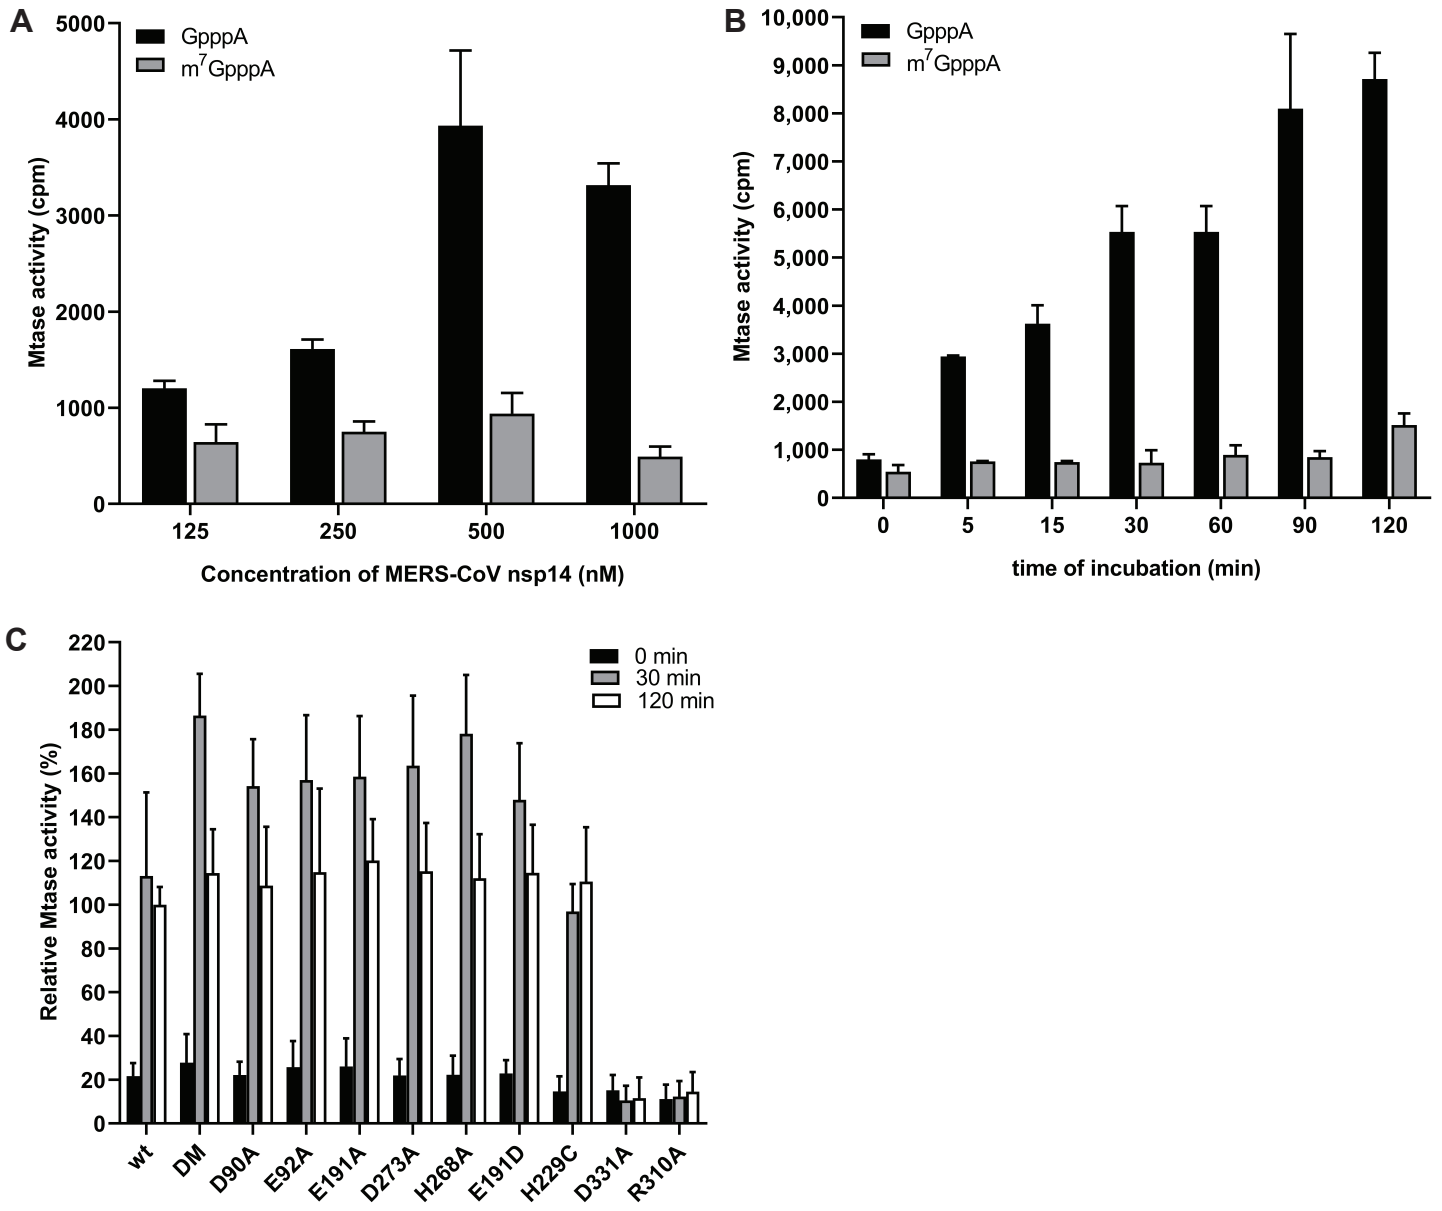 A
5000
4000
3000
2000
1000
0
Mtase activity (cpm)
GpppA
m⁷GpppA
125 250 500 1000
Concentration of MERS-CoV nsp14 (nM)
B
10,000
9,000
8,000
7,000
6,000
5,000
4,000
3,000
2,000
1,000
0
Mtase activity (cpm)
GpppA
m⁷GpppA
0 5 15 30 60 90 120
time of incubation (min)
C
220
200
180
160
140
120
100
80
60
40
20
0
Relative Mtase activity (%)
0 min
30 min
120 min
wt DM D90A E92A E191A D273A H268A E191D H229C D331A R310A